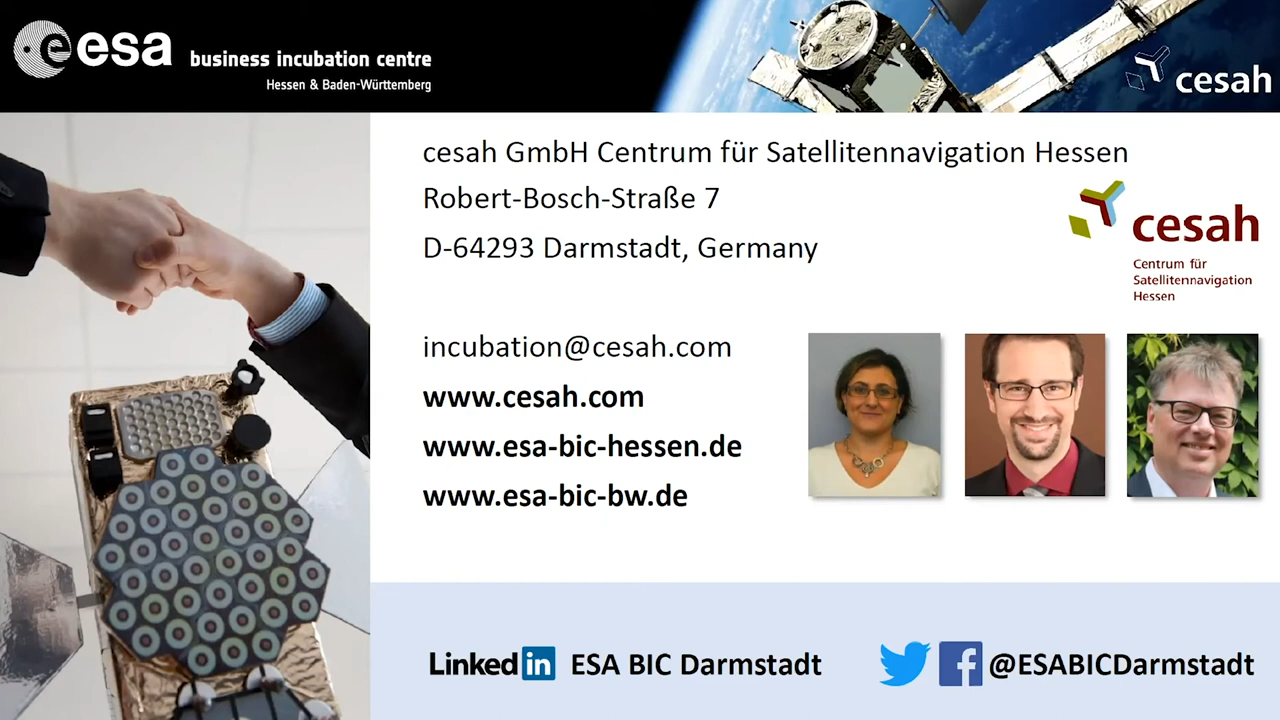 esa business incubation centre
Hessen & Baden-Württemberg
cesah
cesah GmbH Centrum für Satellitennavigation Hessen
Robert-Bosch-Straße 7
D-64293 Darmstadt, Germany
cesah
Centrum für
Satellitennavigation
Hessen
incubation@cesah.com
www.cesah.com
www.esa-bic-hessen.de
www.esa-bic-bw.de
Linked in ESA BIC Darmstadt
@ESABICDarmstadt